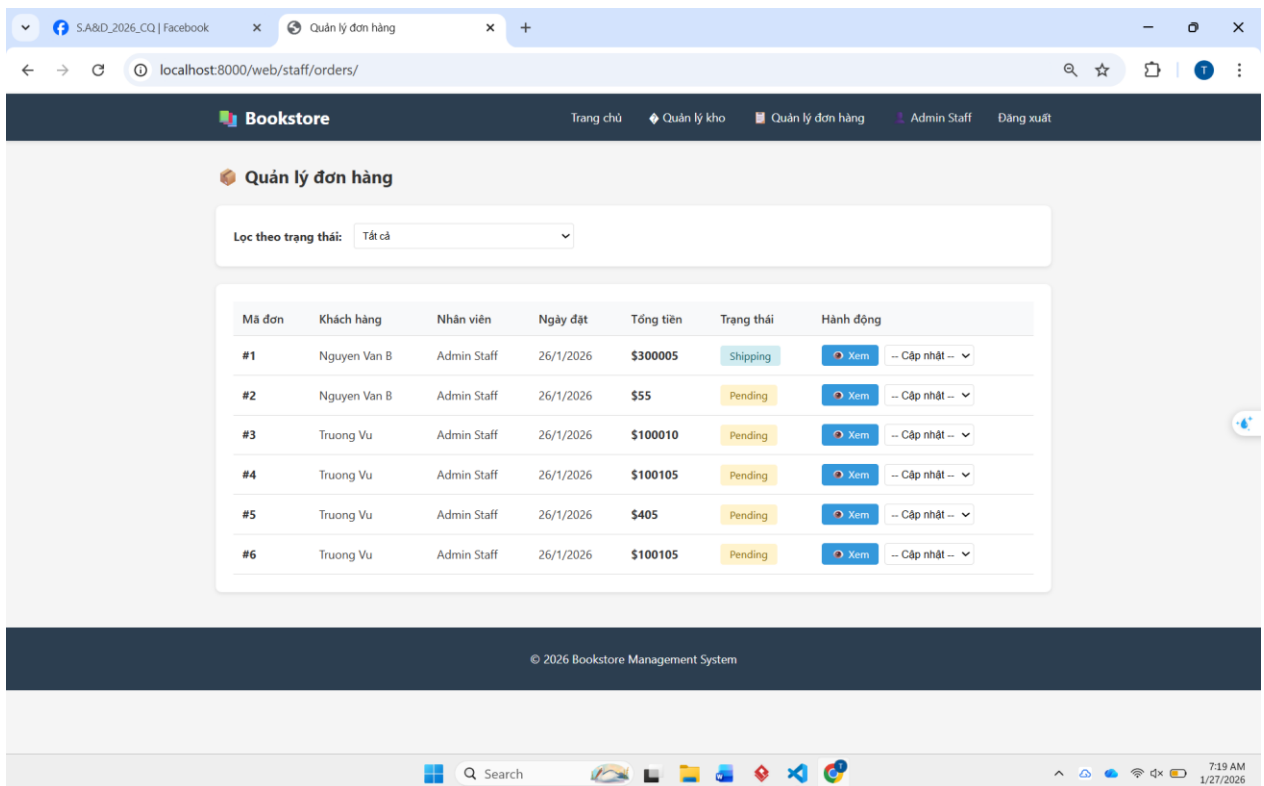 S.A&D_2026_CQ | Facebook
Quản lý đơn hàng
localhost:8000/web/staff/orders/
T
Bookstore
Trang chủ Quản lý kho Quản lý đơn hàng Admin Staff Đăng xuất
Quản lý đơn hàng
Lọc theo trạng thái: Tất cả
Mã đơn Khách hàng Nhân viên Ngày đặt Tổng tiền Trạng thái Hành động
#1 Nguyen Van B Admin Staff 26/1/2026 $300005 Shipping Xem -- Cập nhật --
#2 Nguyen Van B Admin Staff 26/1/2026 $55 Pending Xem -- Cập nhật --
#3 Truong Vu Admin Staff 26/1/2026 $100010 Pending Xem -- Cập nhật --
#4 Truong Vu Admin Staff 26/1/2026 $100105 Pending Xem -- Cập nhật --
#5 Truong Vu Admin Staff 26/1/2026 $405 Pending Xem -- Cập nhật --
#6 Truong Vu Admin Staff 26/1/2026 $100105 Pending Xem -- Cập nhật --
© 2026 Bookstore Management System
Search
7:19 AM
1/27/2026